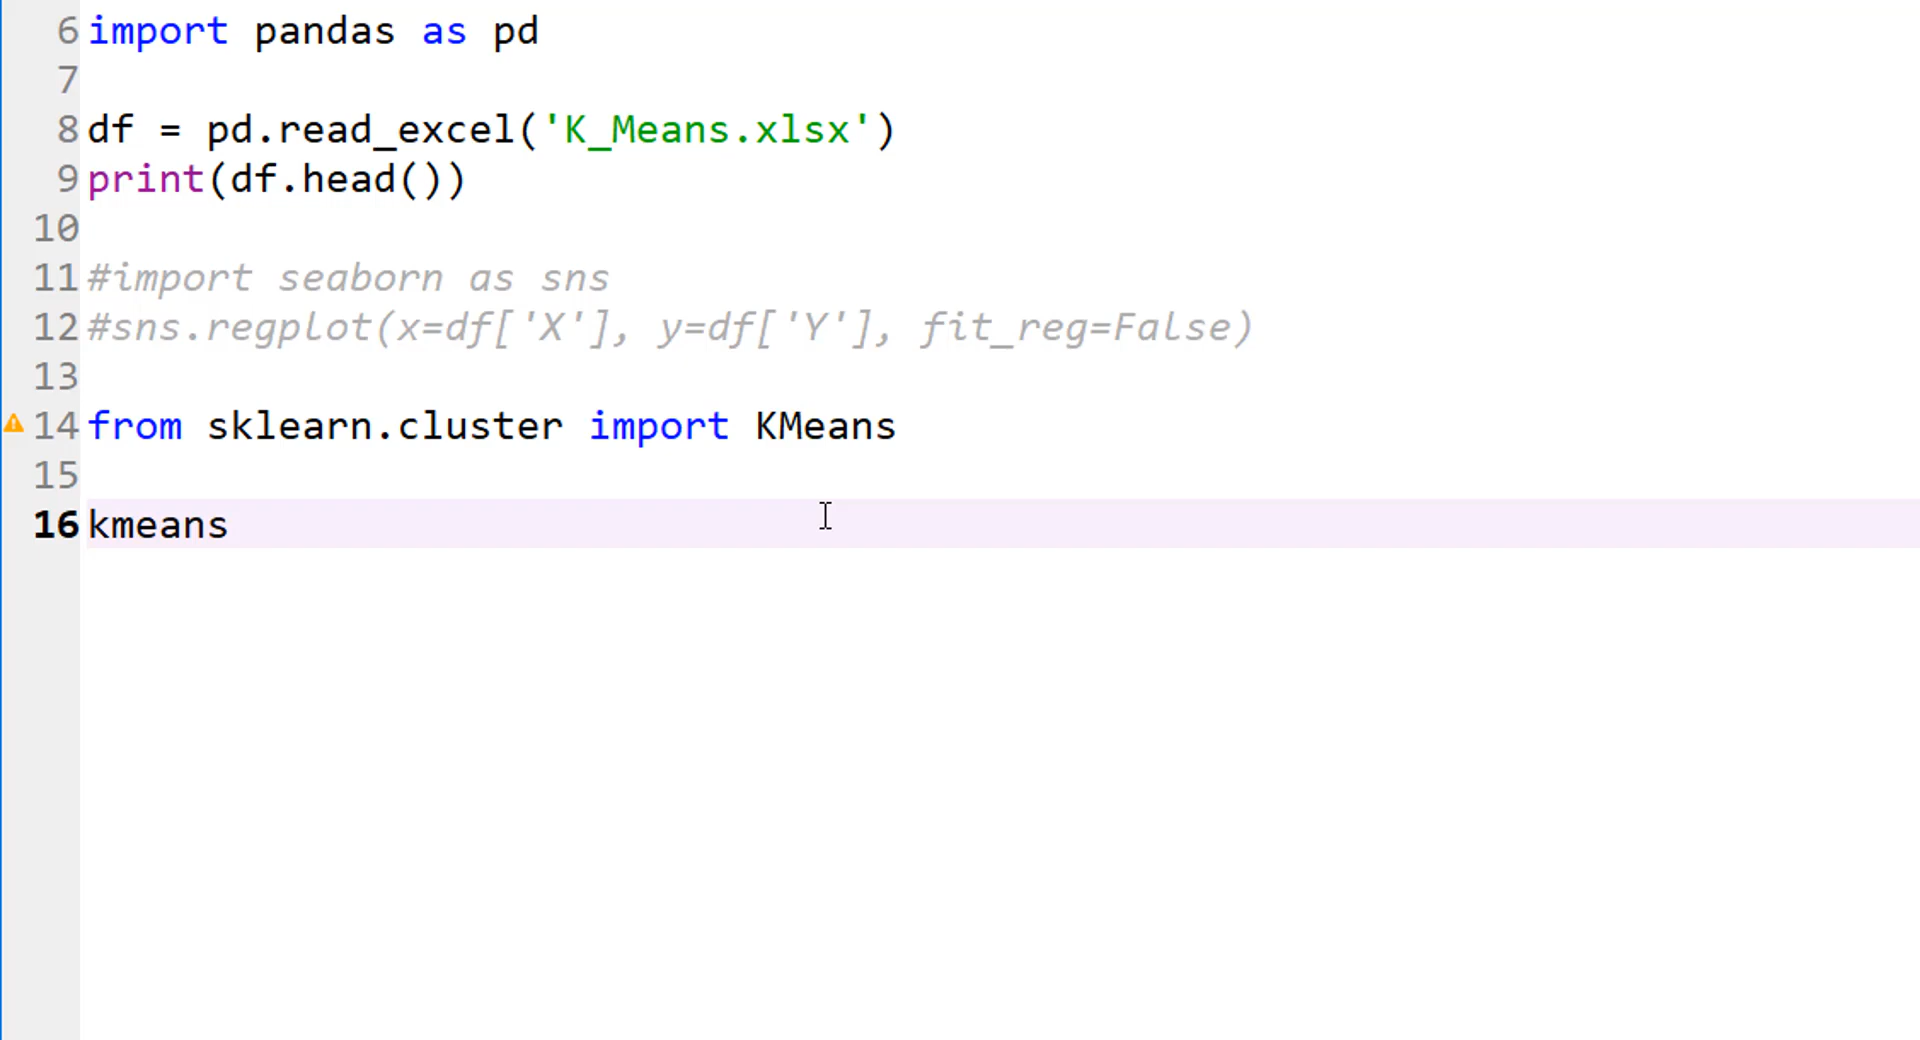 6 import pandas as pd
7
8 df = pd.read_excel('K_Means.xlsx')
9 print(df.head())
10
11 #import seaborn as sns
12 #sns.regplot(x=df['X'], y=df['Y'], fit_reg=False)
13
14 from sklearn.cluster import KMeans
15
16 kmeans